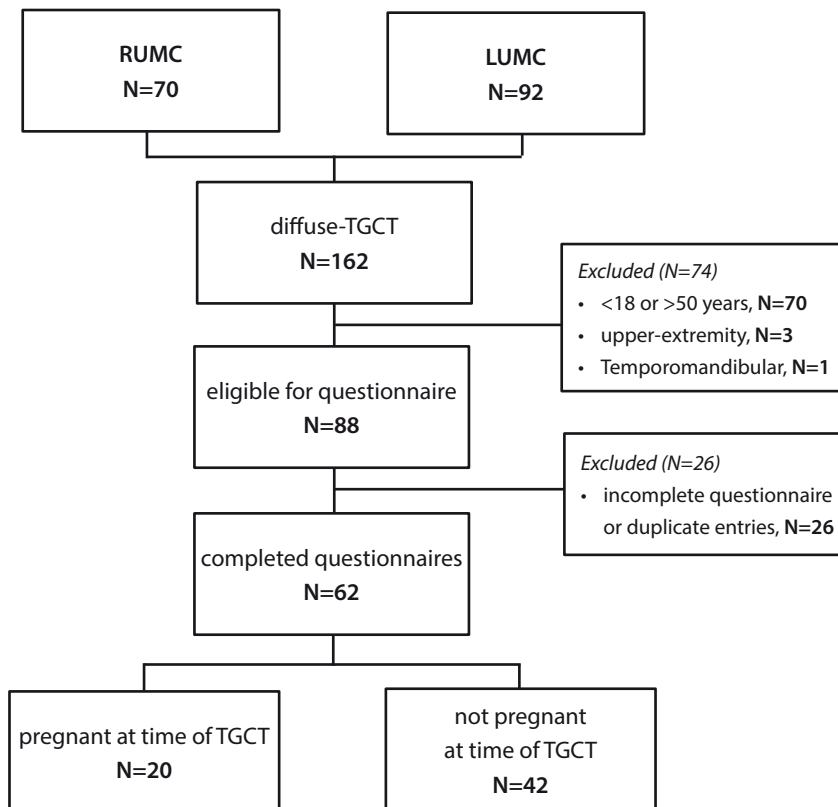 RUMC
N=70
LUMC
N=92
diffuse-TGCT
N=162
Excluded (N=74)
• <18 or >50 years, N=70
• upper-extremity, N=3
• Temporomandibular, N=1
eligible for questionnaire
N=88
Excluded (N=26)
• incomplete questionnaire
or duplicate entries, N=26
completed questionnaires
N=62
pregnant at time of TGCT
N=20
not pregnant
at time of TGCT
N=42